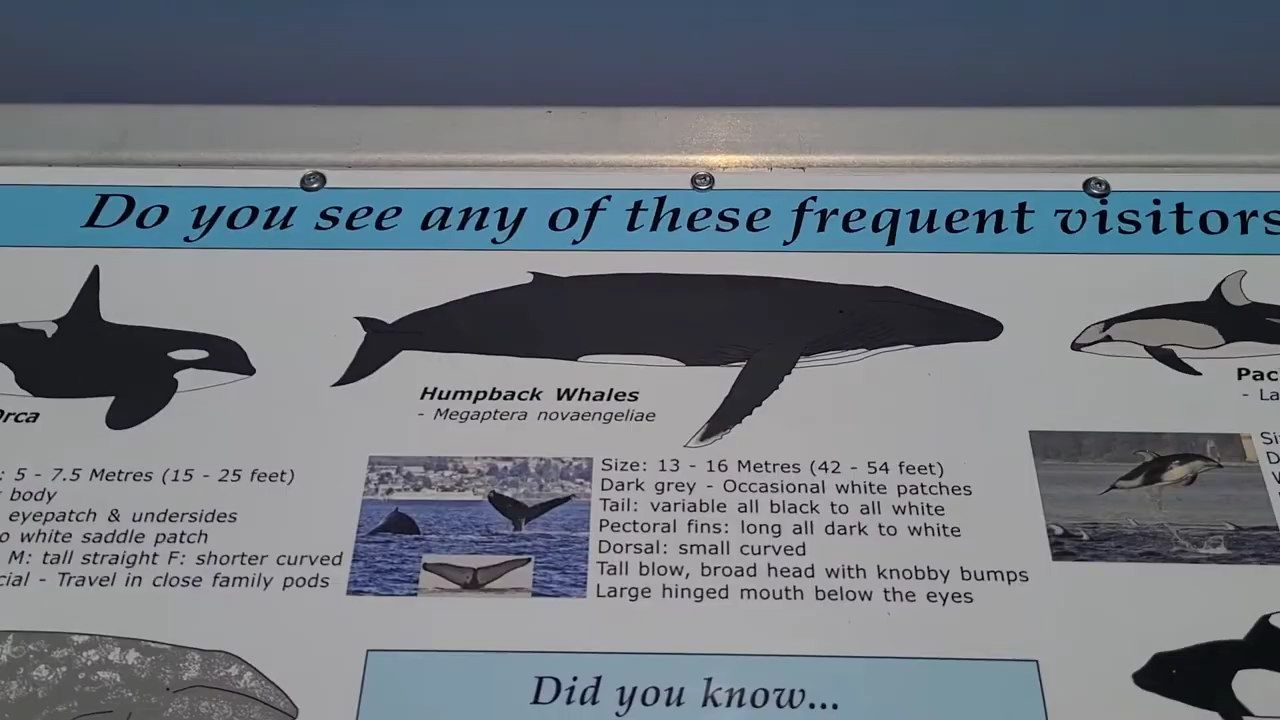 Do you see any of these frequent visitors
Orca
: 5 - 7.5 Metres (15 - 25 feet)
body
eyepatch & undersides
o white saddle patch
M: tall straight F: shorter curved
cial - Travel in close family pods
Humpback Whales
- Megaptera novaengeliae
Size: 13 - 16 Metres (42 - 54 feet)
Dark grey - Occasional white patches
Tail: variable all black to all white
Pectoral fins: long all dark to white
Dorsal: small curved
Tall blow, broad head with knobby bumps
Large hinged mouth below the eyes
Pac
- La
Si
D
Did you know...